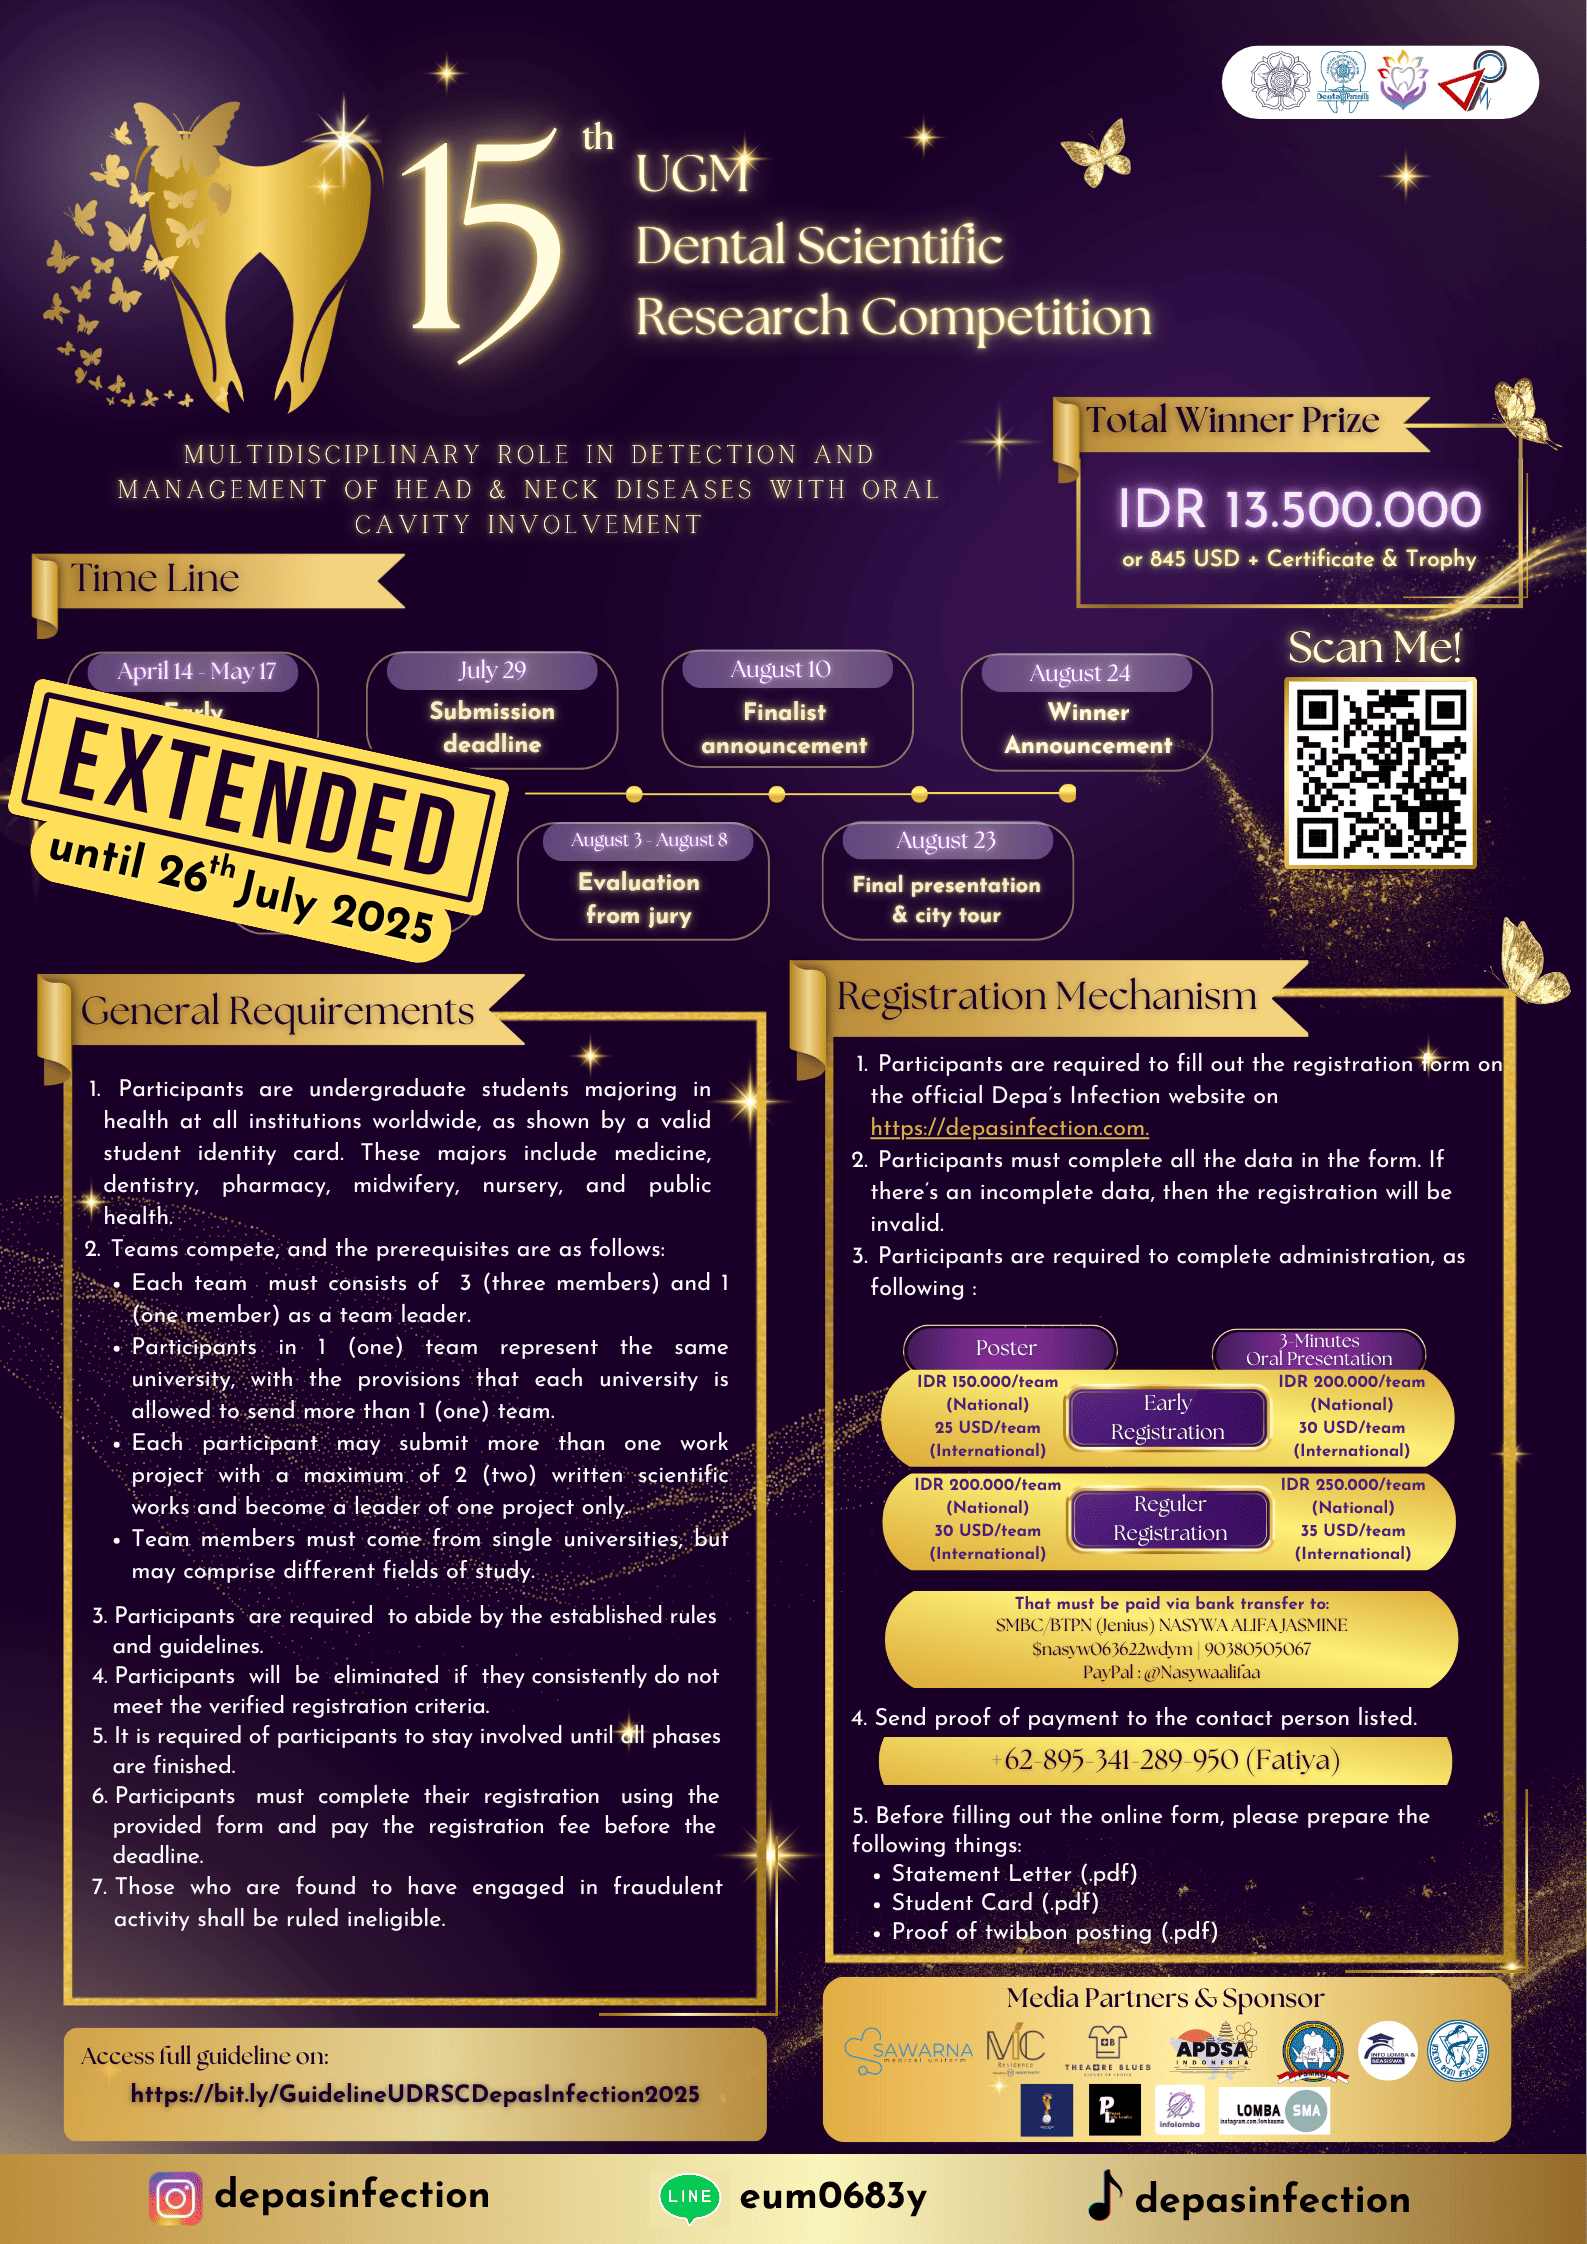 15th
UGM
Dental Scientific
Research Competition
MULTIDISCIPLINARY ROLE IN DETECTION AND
MANAGEMENT OF HEAD & NECK DISEASES WITH ORAL
CAVITY INVOLVEMENT
Total Winner Prize
IDR 13.500.000
or 845 USD + Certificate & Trophy
Time Line
April 14 - May 17
Early
July 29
Submission
deadline
August 10
Finalist
announcement
August 24
Winner
Announcement
Scan Me!
EXTENDED
until 26th July 2025
August 3 - August 8
Evaluation
from jury
August 23
Final presentation
& city tour
General Requirements
1. Participants are undergraduate students majoring in
health at all institutions worldwide, as shown by a valid
student identity card. These majors include medicine,
dentistry, pharmacy, midwifery, nursery, and public
health.
2. Teams compete, and the prerequisites are as follows:
• Each team must consists of 3 (three members) and 1
(one member) as a team leader.
• Participants in 1 (one) team represent the same
university, with the provisions that each university is
allowed to send more than 1 (one) team.
• Each participant may submit more than one work
project with a maximum of 2 (two) written scientific
works and become a leader of one project only.
• Team members must come from single universities, but
may comprise different fields of study.
3. Participants are required to abide by the established rules
and guidelines.
4. Participants will be eliminated if they consistently do not
meet the verified registration criteria.
5. It is required of participants to stay involved until all phases
are finished.
6. Participants must complete their registration using the
provided form and pay the registration fee before the
deadline.
7. Those who are found to have engaged in fraudulent
activity shall be ruled ineligible.
Access full guideline on:
https://bit.ly/GuidelineUDRSCDepasInfection2025
Registration Mechanism
1. Participants are required to fill out the registration form on
the official Depa's Infection website on
https://depasinfection.com.
2. Participants must complete all the data in the form. If
there's an incomplete data, then the registration will be
invalid.
3. Participants are required to complete administration, as
following :
Poster
3-Minutes
Oral Presentation
IDR 150.000/team
(National)
25 USD/team
(International)
Early
Registration
IDR 200.000/team
(National)
30 USD/team
(International)
IDR 200.000/team
(National)
30 USD/team
(International)
Reguler
Registration
IDR 250.000/team
(National)
35 USD/team
(International)
That must be paid via bank transfer to:
SMBC/BTPN (Jenius) NASYWA ALIFA JASMINE
$nasyw063622wdym | 90380505067
PayPal : @Nasywaalifaa
4. Send proof of payment to the contact person listed.
+62-895-341-289-950 (Fatiya)
5. Before filling out the online form, please prepare the
following things:
• Statement Letter (.pdf)
• Student Card (.pdf)
• Proof of twibbon posting (.pdf)
Media Partners & Sponsor
SAWARNA
medical uniform
MC
Residence
THEATRE BLUES
APDSA
INDONESIA
INFO LOMBA &
BEASISWA
PL
infolomba
LOMBA SMA
instagram.com/lombasma
depasinfection
LINE
eum0683y
depasinfection